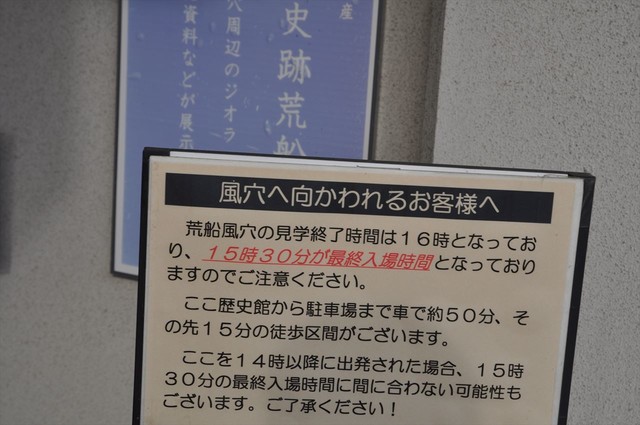 産
史跡荒船
穴周辺のジオラ
資料などが展示
風穴へ向かわれるお客様へ
荒船風穴の見学終了時間は１６時となってお
り、１５時３０分が最終入場時間となっており
ますのでご注意ください。
ここ歴史館から駐車場まで車で約５０分、そ
の先１５分の徒歩区間がございます。
ここを１４時以降に出発された場合、１５時
３０分の最終入場時間に間に合わない可能性も
ございます。ご了承ください！